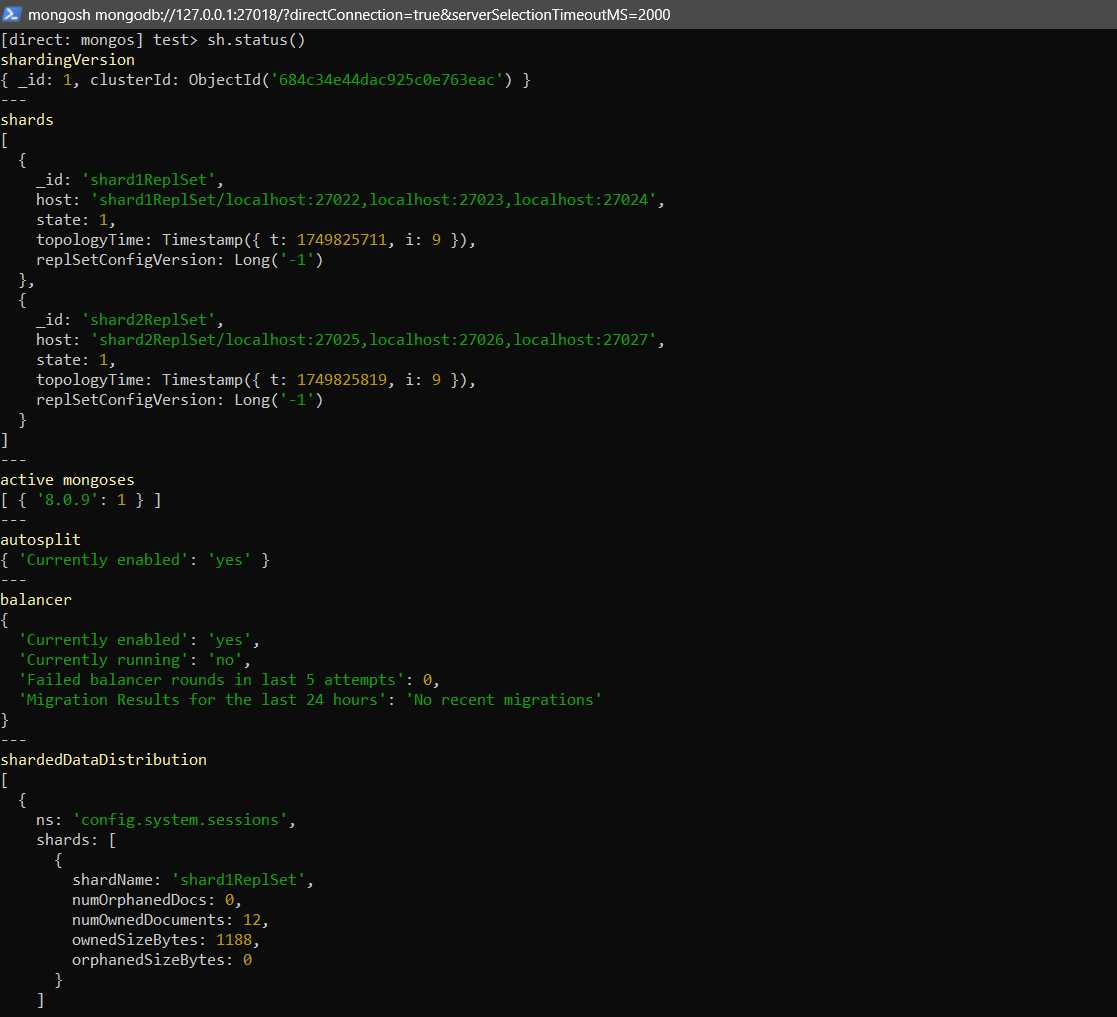 mongosh mongodb://127.0.0.1:27018/?directConnection=true&serverSelectionTimeoutMS=2000
[direct: mongos] test> sh.status()
shardingVersion
{ _id: 1, clusterId: ObjectId('684c34e44dac925c0e763eac') }
---
shards
[
  {
    _id: 'shard1ReplSet',
    host: 'shard1ReplSet/localhost:27022,localhost:27023,localhost:27024',
    state: 1,
    topologyTime: Timestamp({ t: 1749825711, i: 9 }),
    replSetConfigVersion: Long('-1')
  },
  {
    _id: 'shard2ReplSet',
    host: 'shard2ReplSet/localhost:27025,localhost:27026,localhost:27027',
    state: 1,
    topologyTime: Timestamp({ t: 1749825819, i: 9 }),
    replSetConfigVersion: Long('-1')
  }
]
---
active mongoses
[ { '8.0.9': 1 } ]
---
autosplit
{ 'Currently enabled': 'yes' }
---
balancer
{
  'Currently enabled': 'yes',
  'Currently running': 'no',
  'Failed balancer rounds in last 5 attempts': 0,
  'Migration Results for the last 24 hours': 'No recent migrations'
}
---
shardedDataDistribution
[
  {
    ns: 'config.system.sessions',
    shards: [
      {
        shardName: 'shard1ReplSet',
        numOrphanedDocs: 0,
        numOwnedDocuments: 12,
        ownedSizeBytes: 1188,
        orphanedSizeBytes: 0
      }
    ]